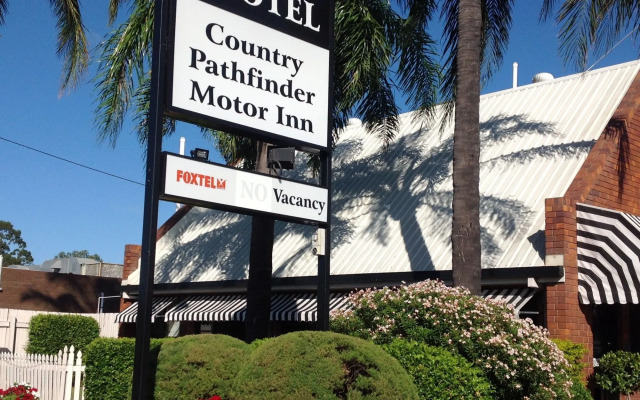 OTEL
Country
Pathfinder
Motor Inn
FOXTEL NO Vacancy